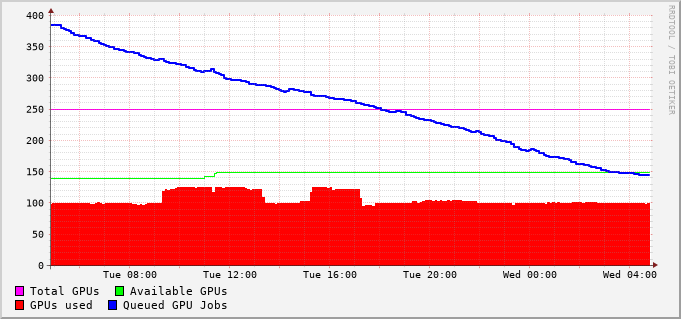 RRDTOOL / TOBI OETIKER
400
350
300
250
200
150
100
50
0
Tue 08:00 Tue 12:00 Tue 16:00 Tue 20:00 Wed 00:00 Wed 04:00
Total GPUs Available GPUs
GPUs used Queued GPU Jobs